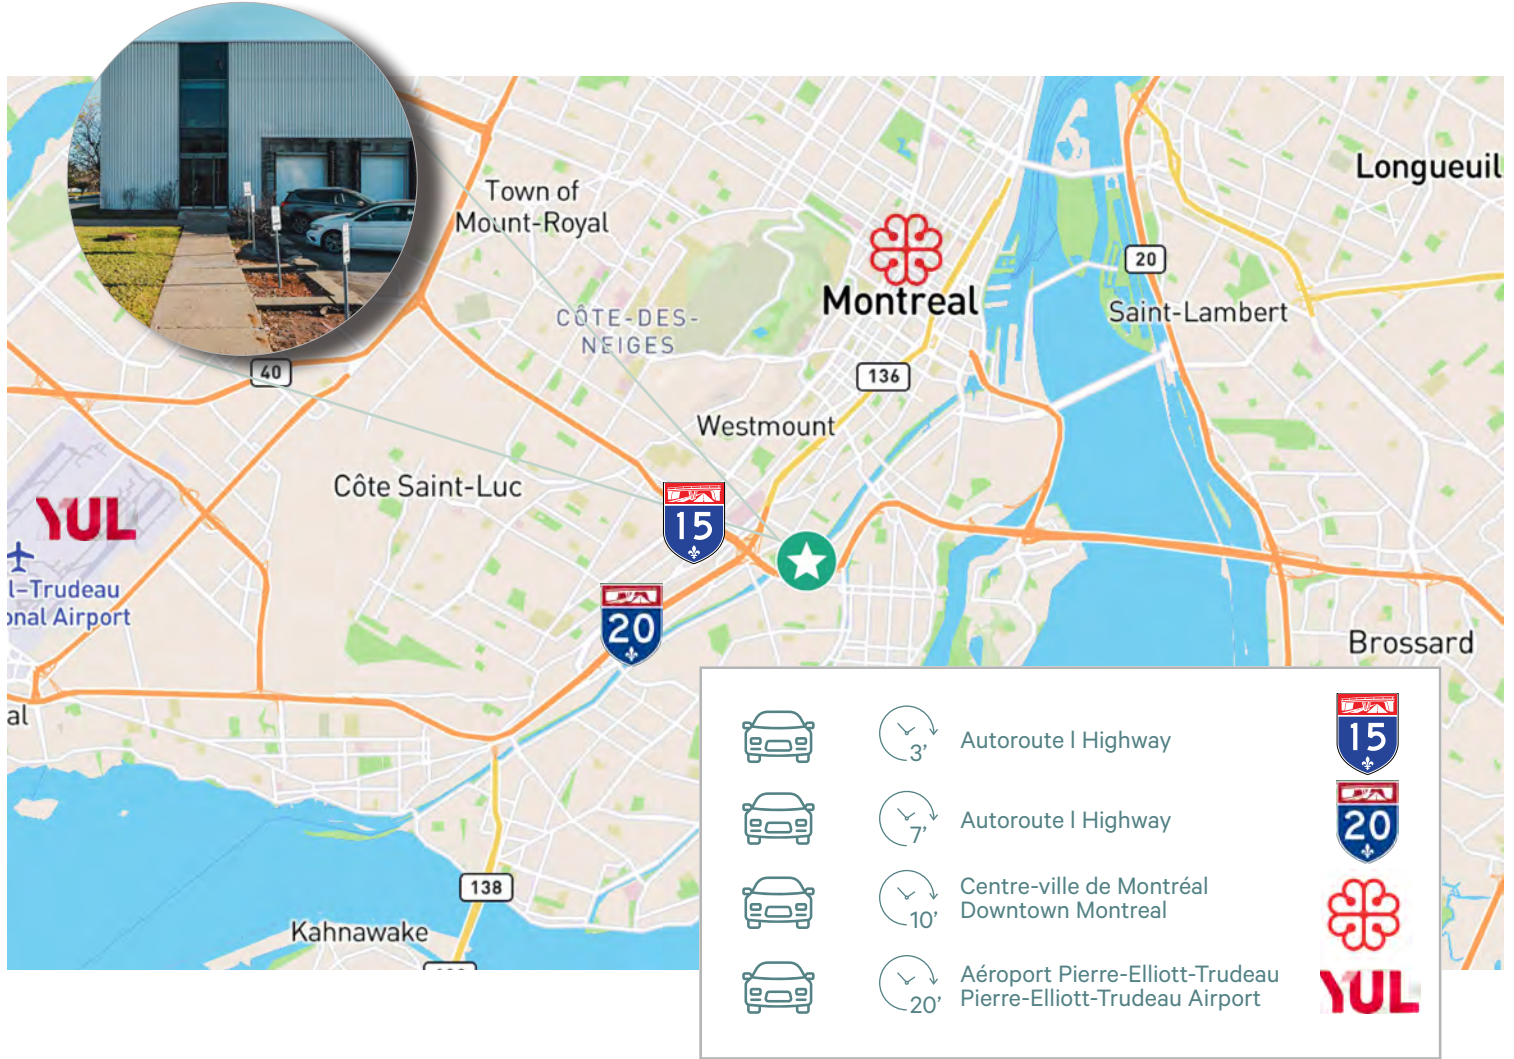 Town of
Mount-Royal
Longueuil
20
Montreal
Saint-Lambert
CÔTE-DES-
NEIGES
40
136
Westmount
Côte Saint-Luc
YUL
15
l-Trudeau
onal Airport
20
Brossard
al
138
Kahnawake
3' Autoroute | Highway 15
7' Autoroute | Highway 20
10' Centre-ville de Montréal
Downtown Montreal
20' Aéroport Pierre-Elliott-Trudeau
Pierre-Elliott-Trudeau Airport
YUL